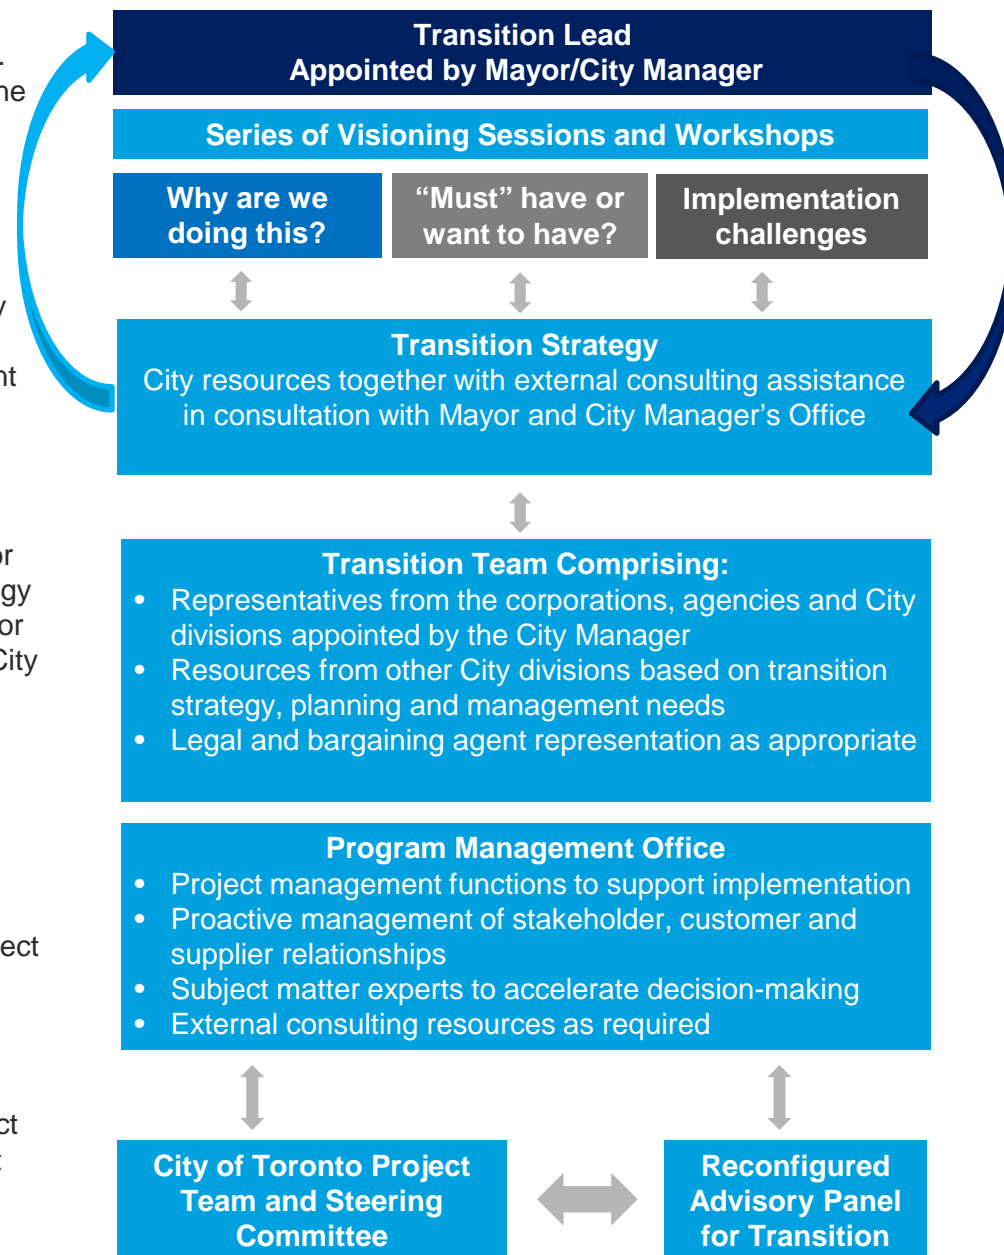 Transition Lead
Appointed by Mayor/City Manager
Series of Visioning Sessions and Workshops
Why are we
doing this?
“Must” have or
want to have?
Implementation
challenges
Transition Strategy
City resources together with external consulting assistance
in consultation with Mayor and City Manager’s Office
Transition Team Comprising:
• Representatives from the corporations, agencies and City
divisions appointed by the City Manager
• Resources from other City divisions based on transition
strategy, planning and management needs
• Legal and bargaining agent representation as appropriate
Program Management Office
• Project management functions to support implementation
• Proactive management of stakeholder, customer and
supplier relationships
• Subject matter experts to accelerate decision-making
• External consulting resources as required
City of Toronto Project
Team and Steering
Committee
Reconfigured
Advisory Panel
for Transition
City